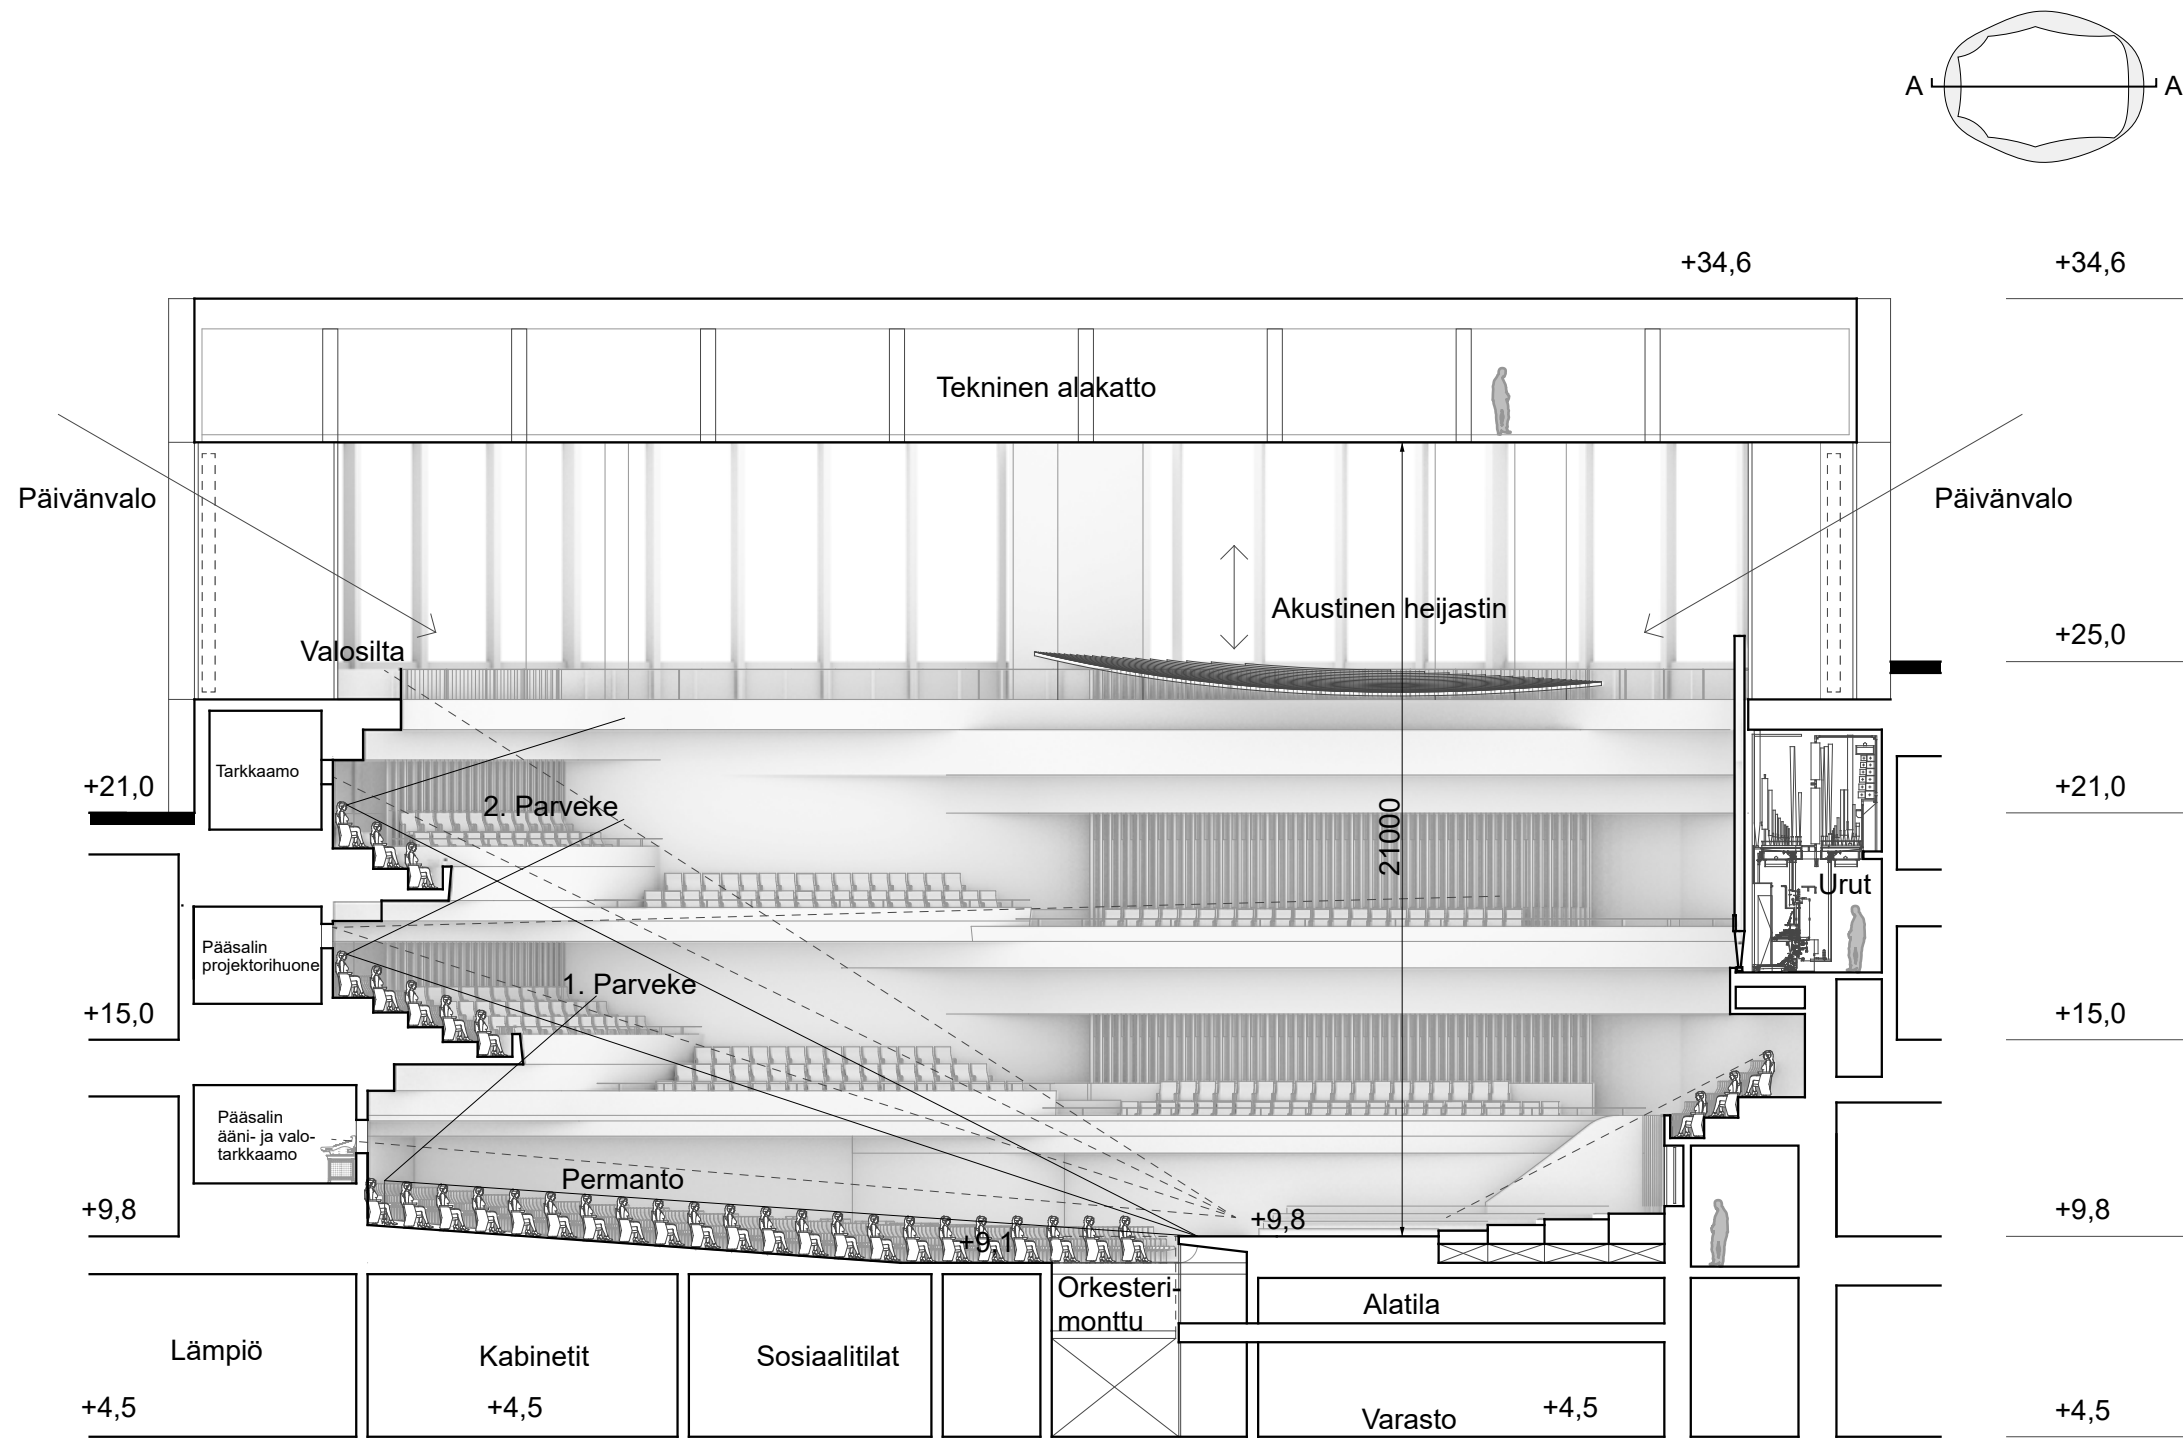 A
A
+34,6
+34,6
Tekninen alakatto
Päivänvalo
Päivänvalo
Akustinen heijastin
+25,0
Valosilta
Tarkkaamo
+21,0
+21,0
2. Parveke
21000
Urut
Pääsalin
projektorihuone
1. Parveke
+15,0
+15,0
Pääsalin
ääni- ja valo-
tarkkaamo
Permanto
+9,8
+9,8
+9,8
+9,1
Orkesteri-
monttu
Alatila
Lämpiö
Kabinetit
Sosiaalitilat
+4,5
+4,5
Varasto
+4,5
+4,5